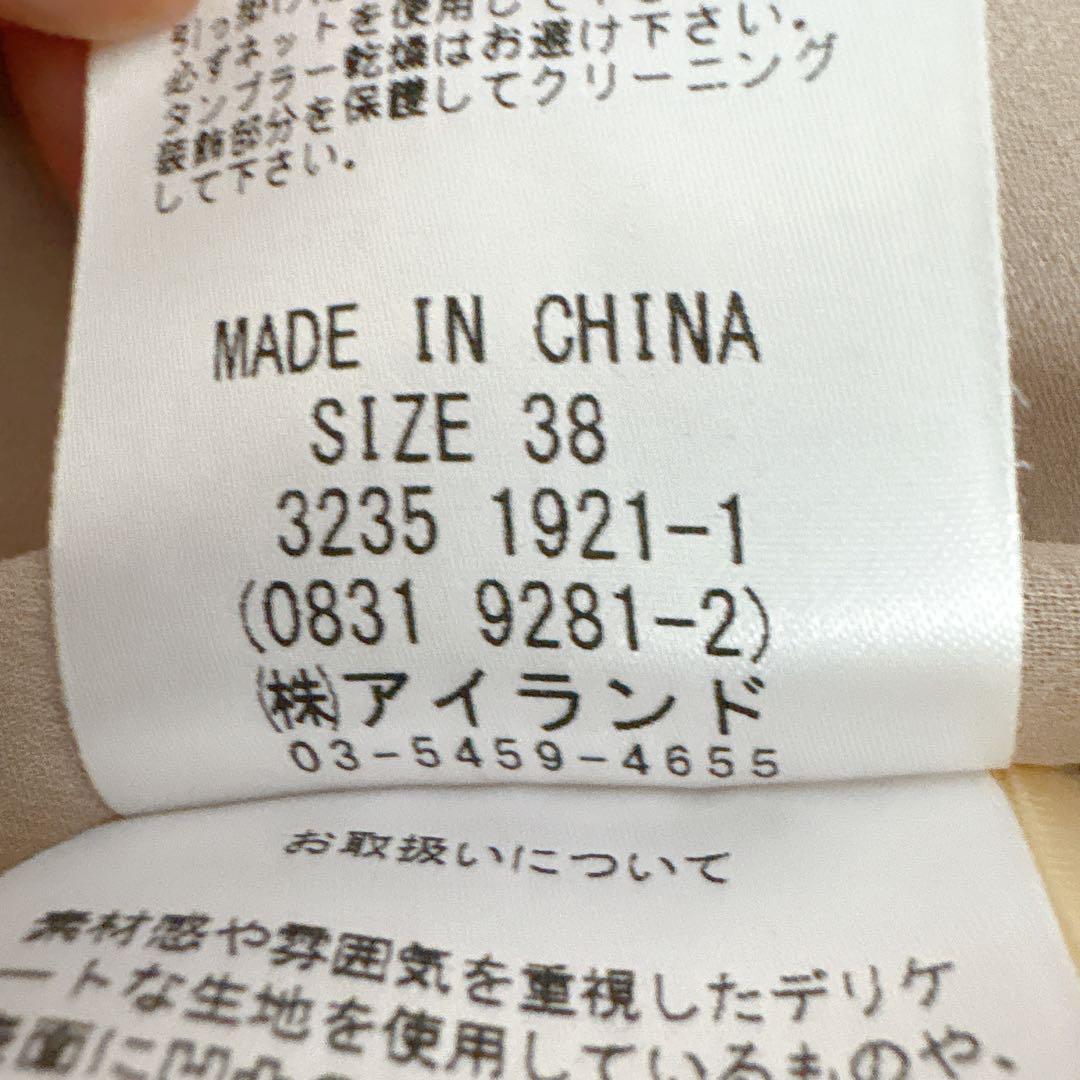 を使用し
ず ネット
タンブラー乾燥はお避け下さい。
装飾部分を保護してクリーニング
して下さい。
MADE IN CHINA
SIZE 38
3235 1921-1
(0831 9281-2)
㈱アイランド
03-5459-4655
お取扱いについて
素材感や雰囲気を重視したデリケ
ートな生地を使用しているものや、
表面に凹凸